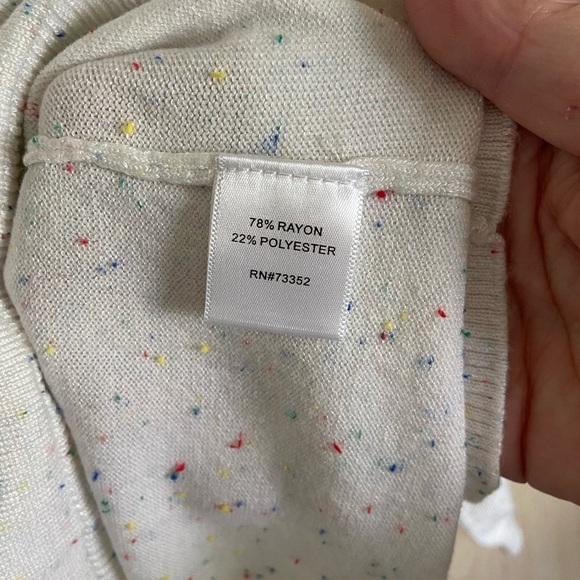 78% RAYON
22% POLYESTER
RN#73352